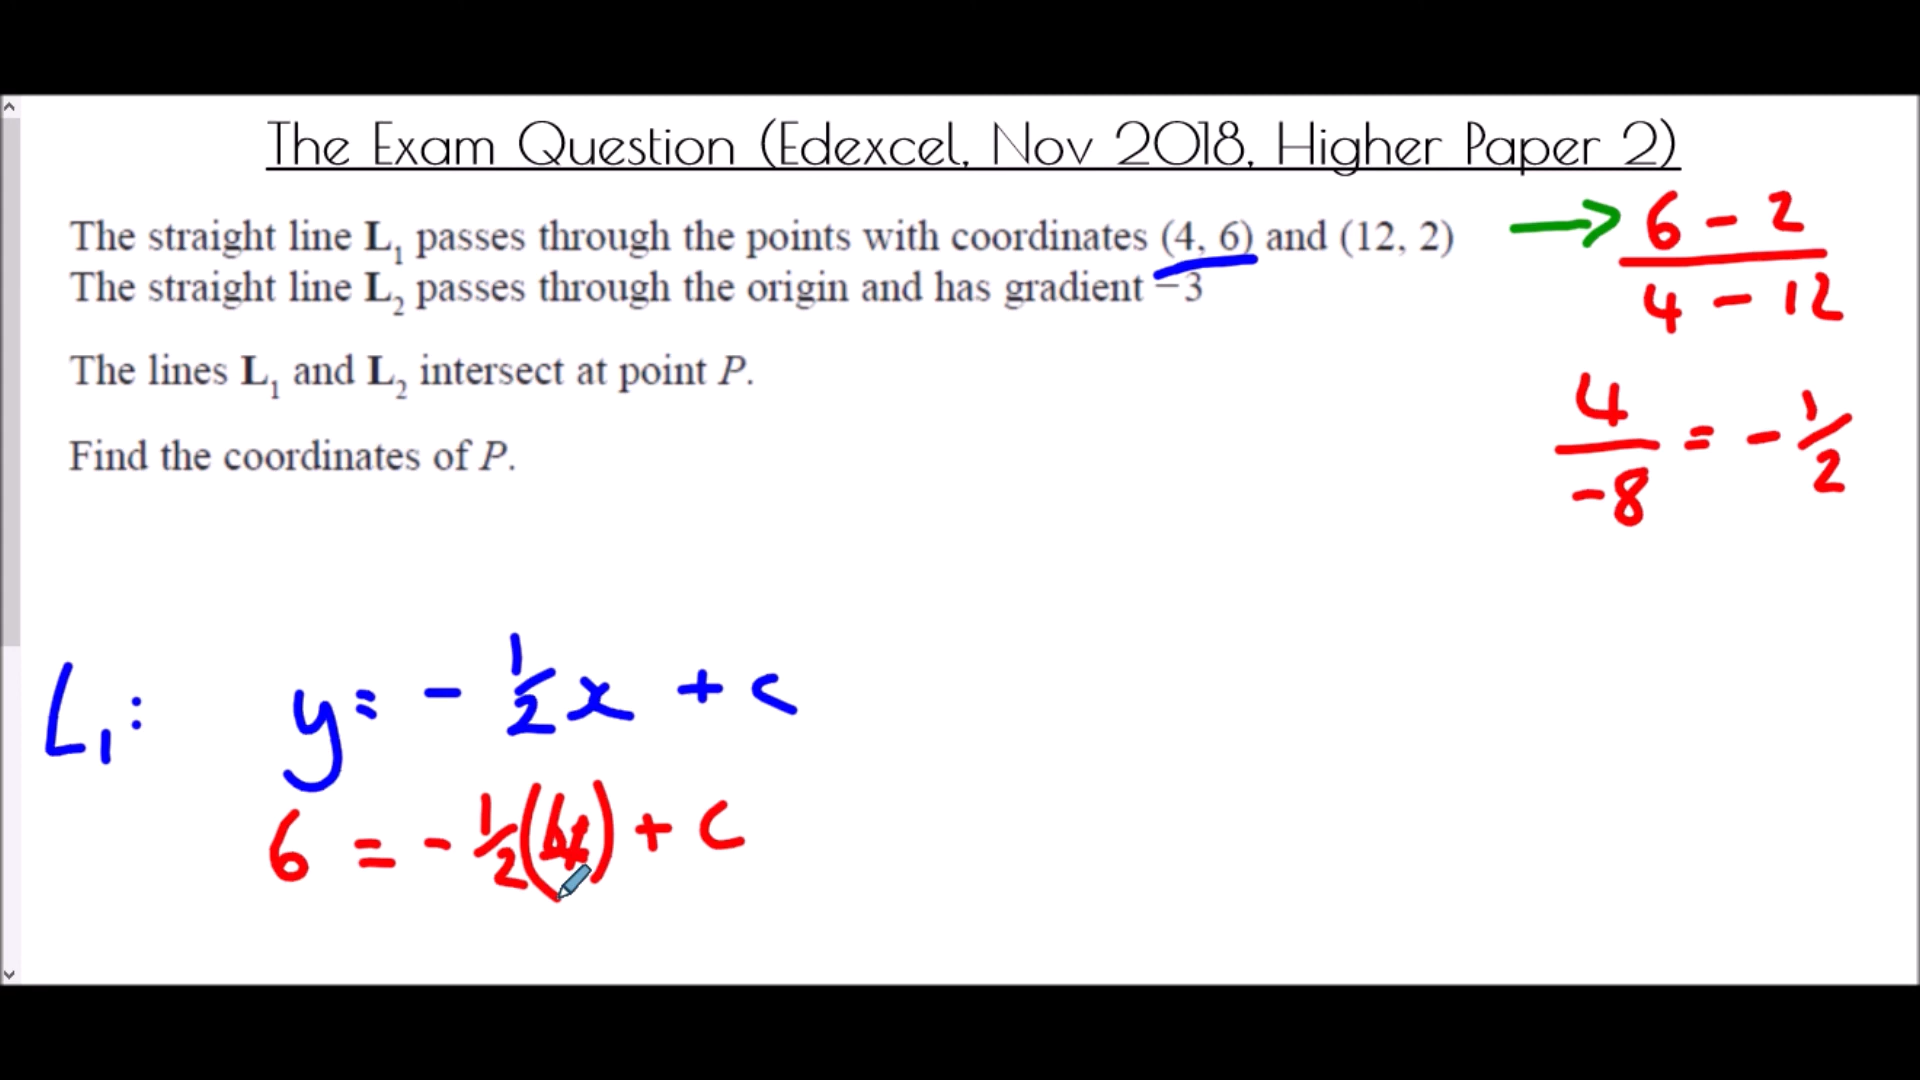 The Exam Question (Edexcel, Nov 2018, Higher Paper 2)
The straight line L₁ passes through the points with coordinates (4, 6) and (12, 2)
The straight line L₂ passes through the origin and has gradient −3
The lines L₁ and L₂ intersect at point P.
Find the coordinates of P.
6 - 2
4 - 12
4
-8
= - 1/2
L₁: y = - 1/2 x + c
6 = - 1/2 (4) + c